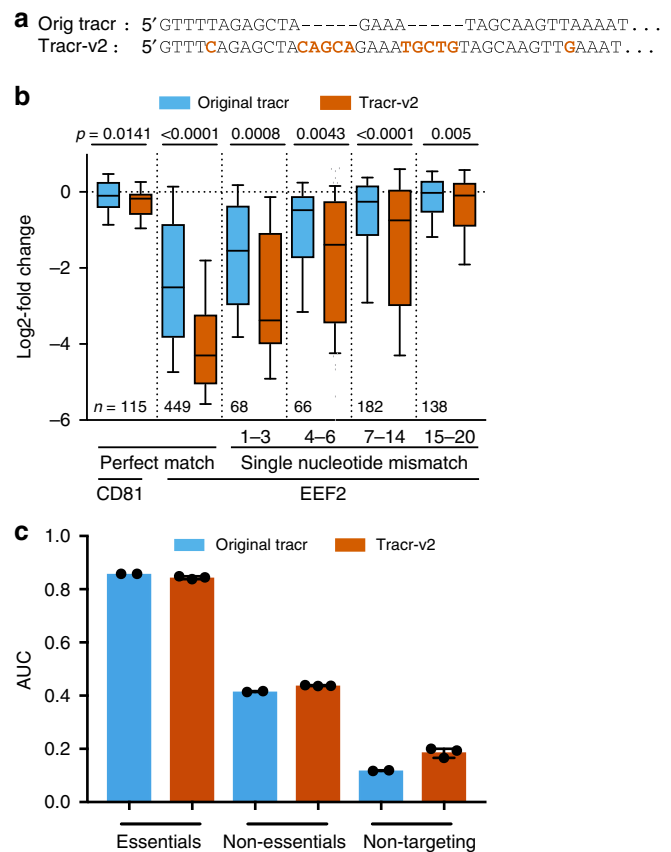 a
Orig tracr : 5′GTTTTAGAGCTA-----GAAA-----TAGCAAGTTAAAAT...
Tracr-v2 : 5′GTTTCAGAGCTACAGCAGAAATGCTGTAGCAAGTTGAAAT...
b
Original tracr Tracr-v2
p = 0.0141 <0.0001 0.0008 0.0043 <0.0001 0.005
Log2-fold change
0
−2
−4
−6
n = 115 449 68 66 182 138
1–3 4–6 7–14 15–20
Perfect match Single nucleotide mismatch
CD81 EEF2
c
Original tracr Tracr-v2
AUC
1.0
0.8
0.6
0.4
0.2
0.0
Essentials Non-essentials Non-targeting